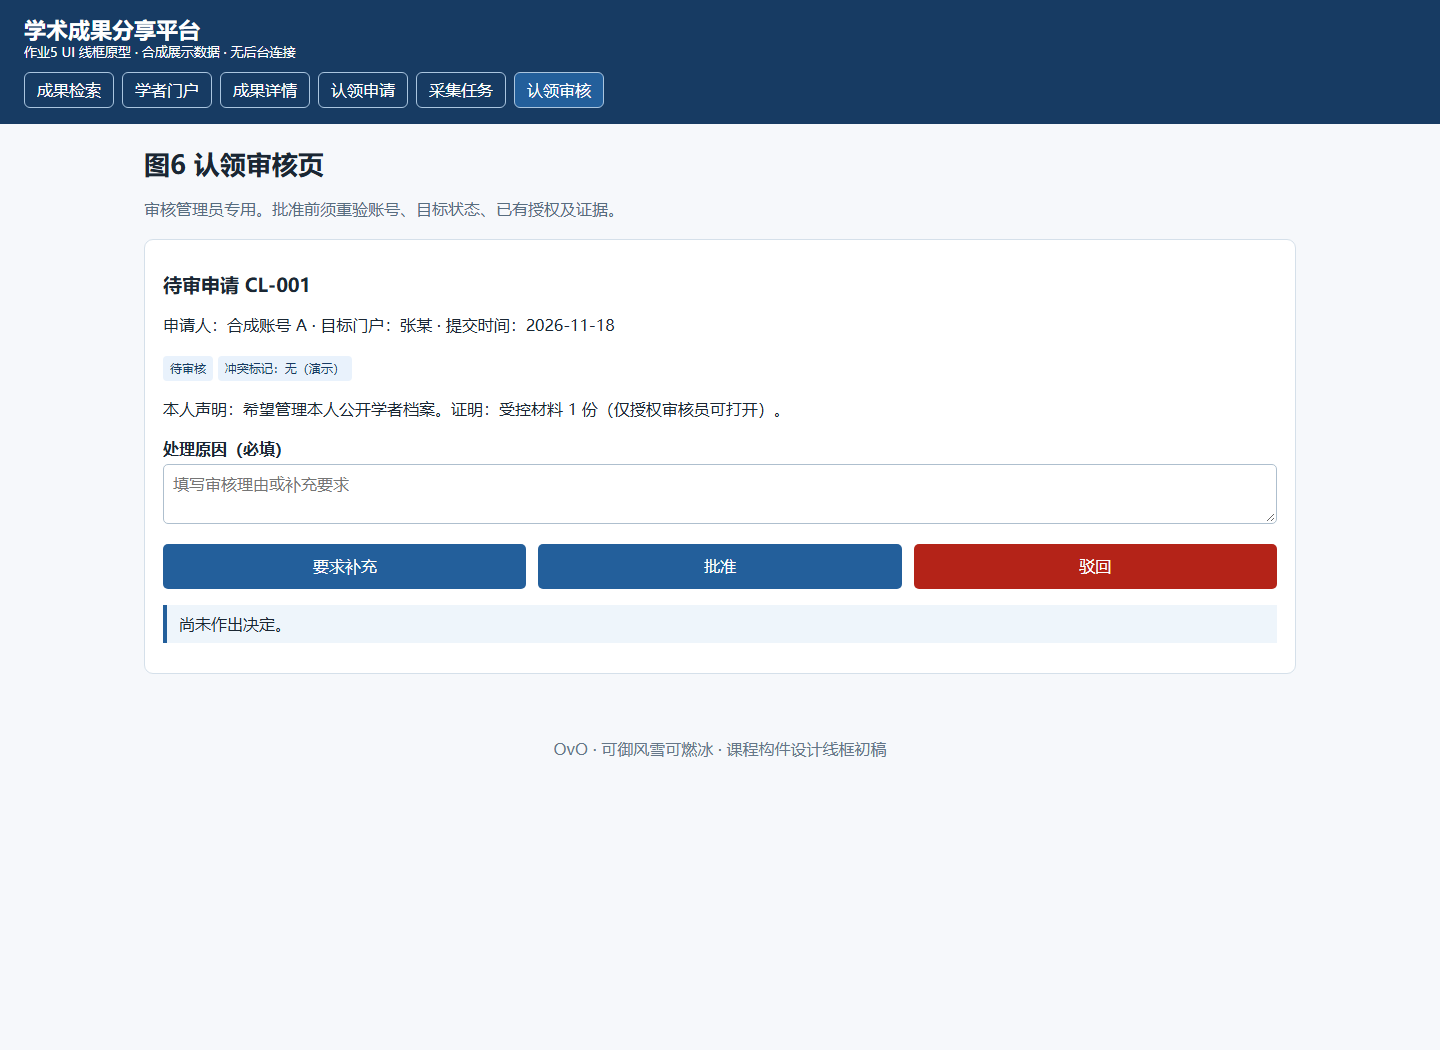 学术成果分享平台
作业5 UI 线框原型 · 合成展示数据 · 无后台连接
成果检索 学者门户 成果详情 认领申请 采集任务 认领审核
图6 认领审核页
审核管理员专用。批准前须重验账号、目标状态、已有授权及证据。
待审申请 CL-001
申请人：合成账号 A · 目标门户：张某 · 提交时间：2026-11-18
待审核 冲突标记：无（演示）
本人声明：希望管理本人公开学者档案。证明：受控材料 1 份（仅授权审核员可打开）。
处理原因（必填）
填写审核理由或补充要求
要求补充 批准 驳回
尚未作出决定。
OvO · 可御风雪可燃冰 · 课程构件设计线框初稿